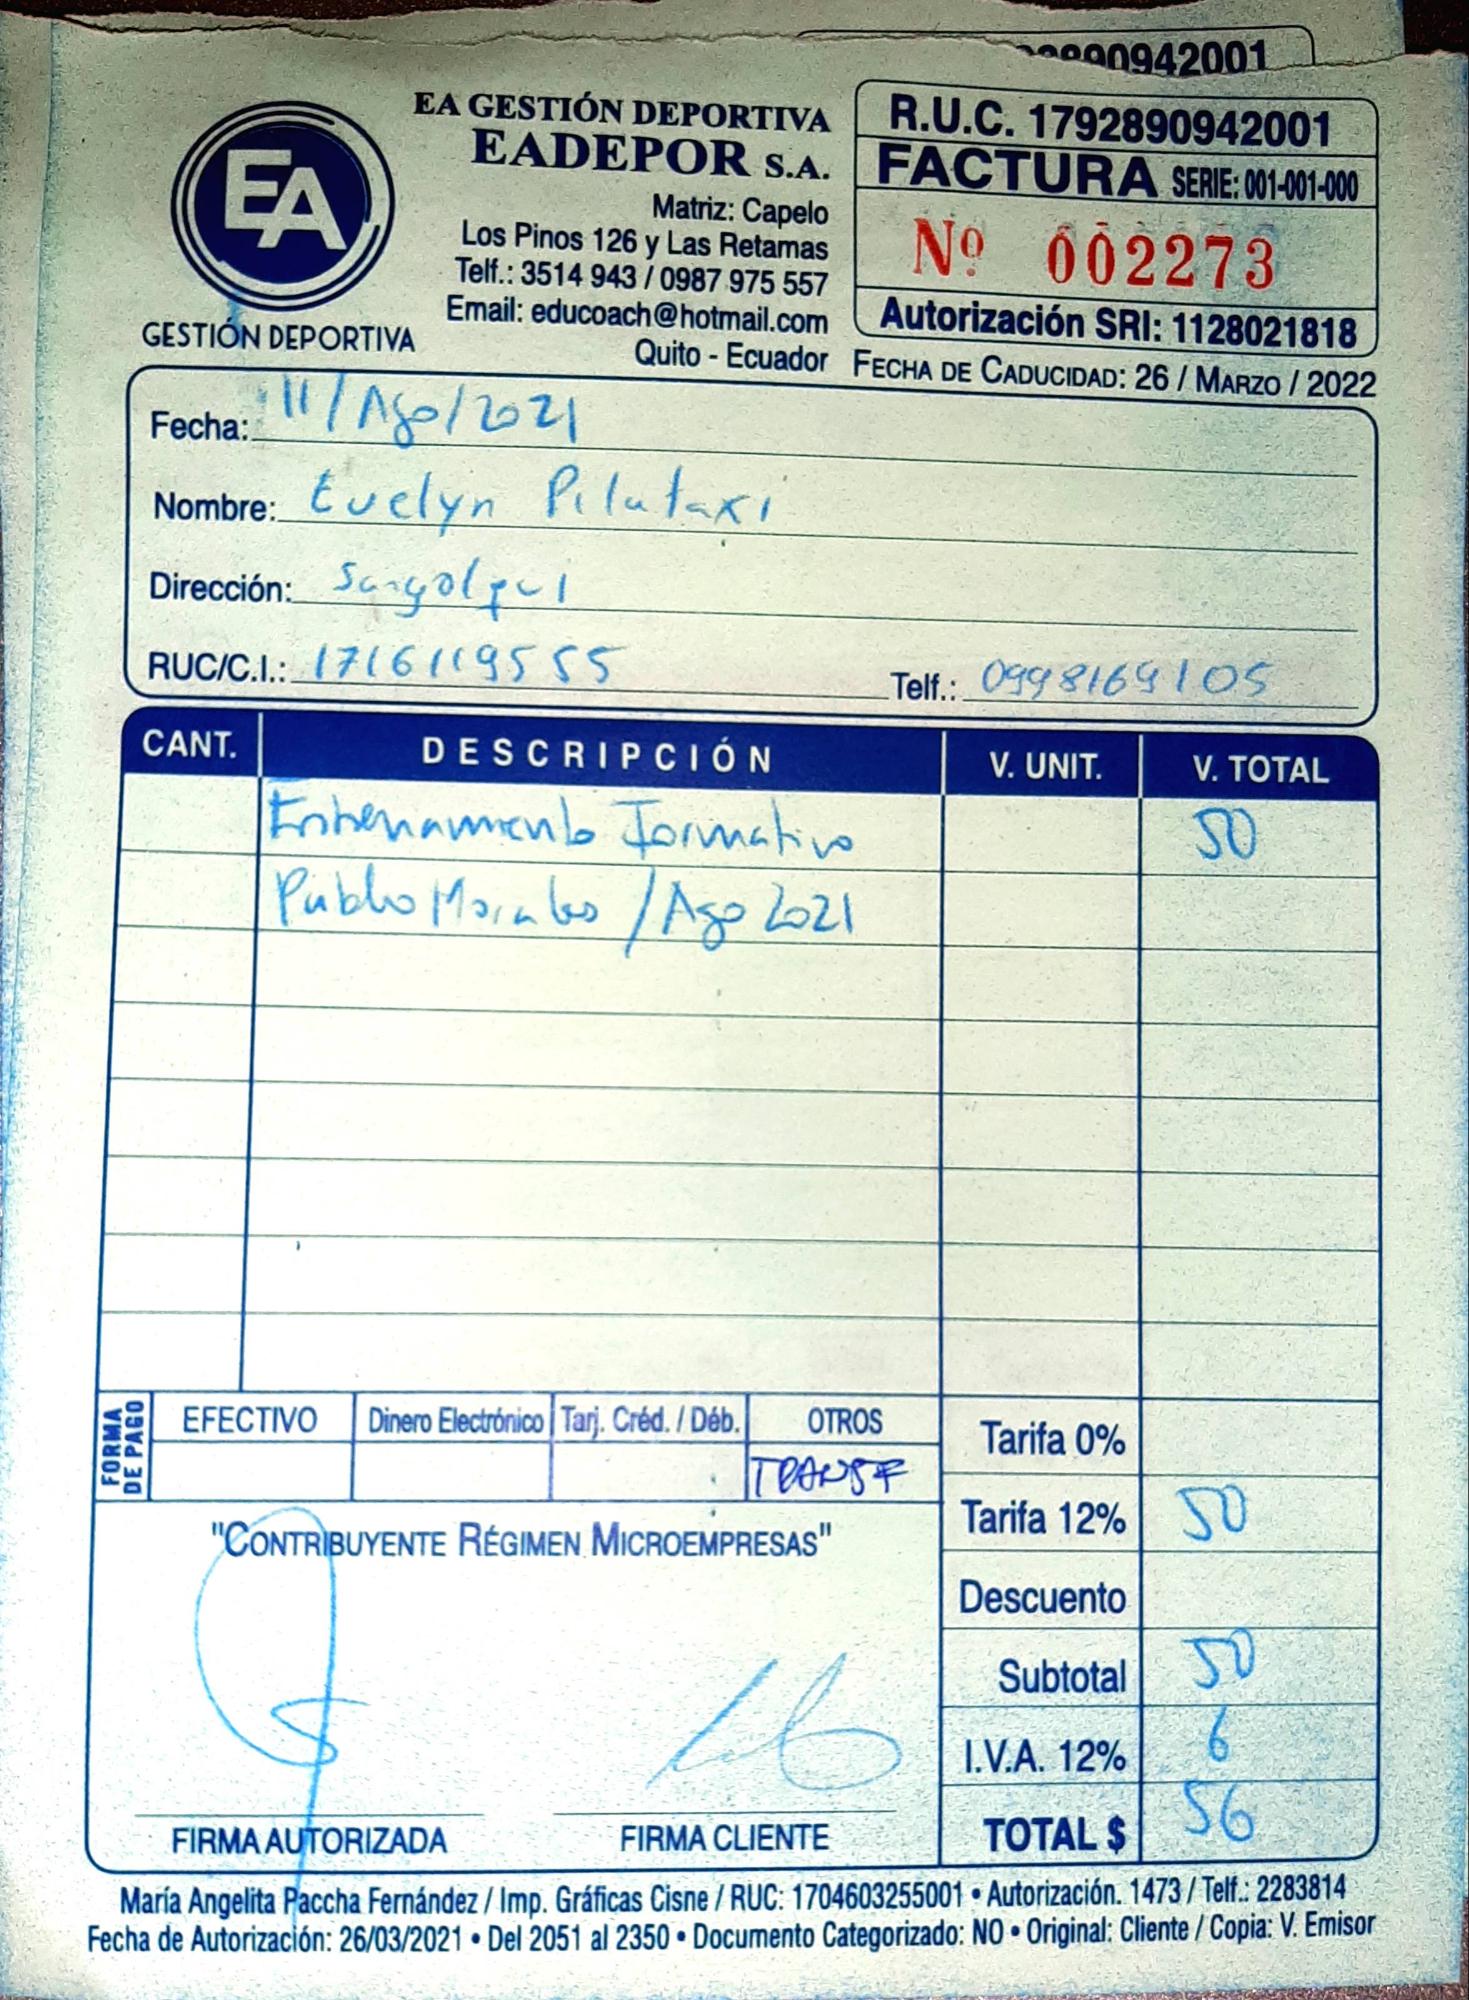 90942001
EA
GESTIÓN DEPORTIVA
EA GESTIÓN DEPORTIVA
EADEPOR S.A.
Matriz: Capelo
Los Pinos 126 y Las Retamas
Telf.: 3514 943 / 0987 975 557
Email: educoach@hotmail.com
Quito - Ecuador
R.U.C. 1792890942001
FACTURA SERIE: 001-001-000
Nº 002273
Autorización SRI: 1128021818
FECHA DE CADUCIDAD: 26 / MARZO / 2022
Fecha: 11/Ago/2021
Nombre: Evelyn Pilataxi
Dirección: Sangolqui
RUC/C.I.: 1716119555 Telf.: 0998169105
CANT. DESCRIPCIÓN V. UNIT. V. TOTAL
Entrenamiento Formativo 50
Pablo Morales / Ago 2021
FORMA DE PAGO
EFECTIVO Dinero Electrónico Tarj. Créd. / Déb. OTROS
TRANSF
Tarifa 0%
Tarifa 12% 50
Descuento
Subtotal 50
I.V.A. 12% 6
TOTAL $ 56
"CONTRIBUYENTE RÉGIMEN MICROEMPRESAS"
FIRMA AUTORIZADA FIRMA CLIENTE
María Angelita Paccha Fernández / Imp. Gráficas Cisne / RUC: 1704603255001 • Autorización. 1473 / Telf.: 2283814
Fecha de Autorización: 26/03/2021 • Del 2051 al 2350 • Documento Categorizado: NO • Original: Cliente / Copia: V. Emisor